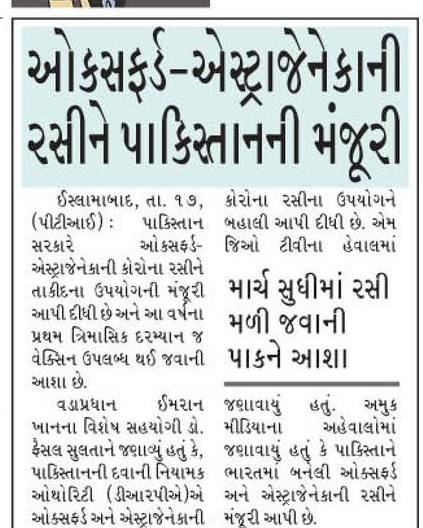 ઓક્સફર્ડ-એસ્ટ્રાજેનેકાની
રસીને પાકિસ્તાનની મંજૂરી
ઈસ્લામાબાદ, તા. ૧૭,
(પીટીઆઈ) : પાકિસ્તાન
સરકારે ઓક્સફર્ડ-
એસ્ટ્રાજેનેકાની કોરોના રસીને
તાકીદના ઉપયોગની મંજૂરી
આપી દીધી છે અને આ વર્ષના
પ્રથમ ત્રિમાસિક દરમ્યાન જ
વેક્સિન ઉપલબ્ધ થઈ જવાની
આશા છે.
વડાપ્રધાન ઈમરાન
ખાનના વિશેષ સહયોગી ડો.
ફૈસલ સુલતાને જણાવ્યું હતું કે,
પાકિસ્તાનની દવાની નિયામક
ઓથોરિટી (ડીઆરપીએ)એ
ઓક્સફર્ડ અને એસ્ટ્રાજેનેકાની
કોરોના રસીના ઉપયોગને
બહાલી આપી દીધી છે. એમ
જિઓ ટીવીના હેવાલમાં
માર્ચ સુધીમાં રસી
મળી જવાની
પાકને આશા
જણાવાયું હતું. અમુક
મીડિયાના અહેવાલોમાં
જણાવાયું હતું કે પાકિસ્તાને
ભારતમાં બનેલી ઓક્સફર્ડ
અને એસ્ટ્રાજેનેકાની રસીને
મંજૂરી આપી છે.